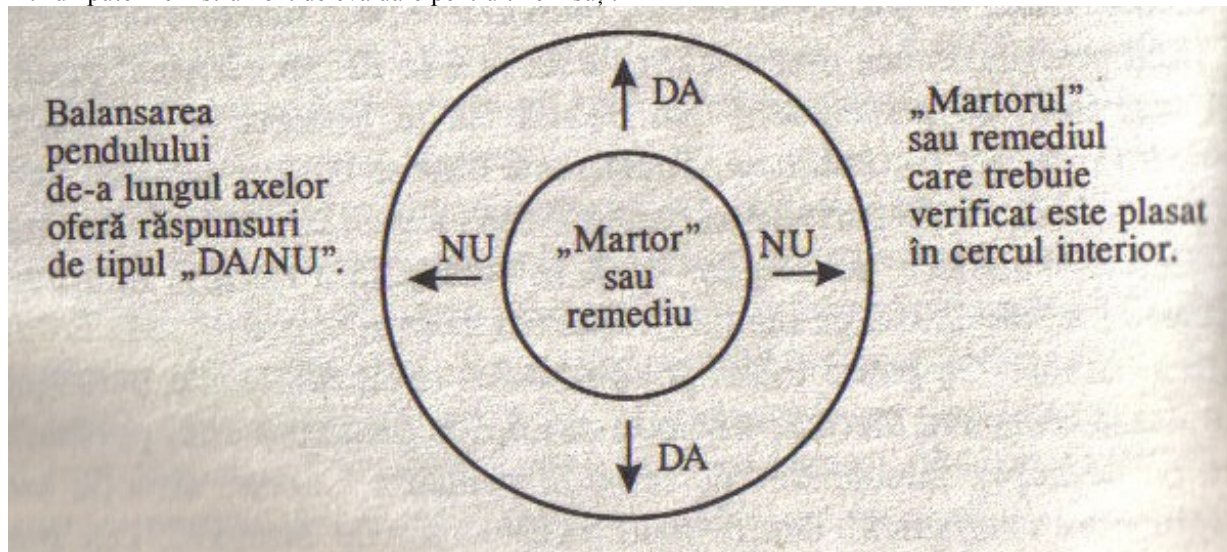 Balansarea
pendulului
de-a lungul axelor
oferă răspunsuri
de tipul „DA/NU”.
DA
NU
„Martor”
sau
remediu
NU
DA
„Martorul”
sau remediul
care trebuie
verificat este plasat
în cercul interior.